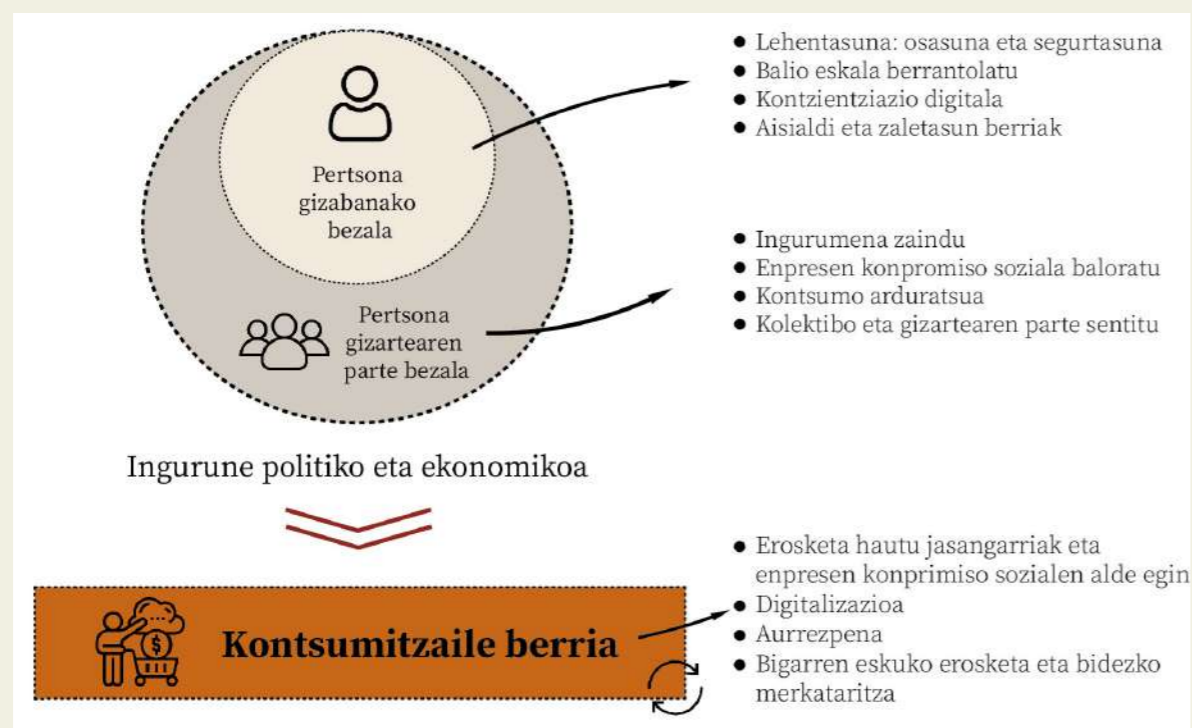 Pertsona
gizabanako
bezala
● Lehentasuna: osasuna eta segurtasuna
● Balio eskala berrantolatu
● Kontzientziazio digitala
● Aisialdi eta zaletasun berriak
Pertsona
gizartearen
parte bezala
● Ingurumena zaindu
● Enpresen konpromiso soziala baloratu
● Kontsumo arduratsua
● Kolektibo eta gizartearen parte sentitu
Ingurune politiko eta ekonomikoa
$
Kontsumitzaile berria
● Erosketa hautu jasangarriak eta
enpresen konprimiso sozialen alde egin
● Digitalizazioa
● Aurrezpena
● Bigarren eskuko erosketa eta bidezko
merkataritza